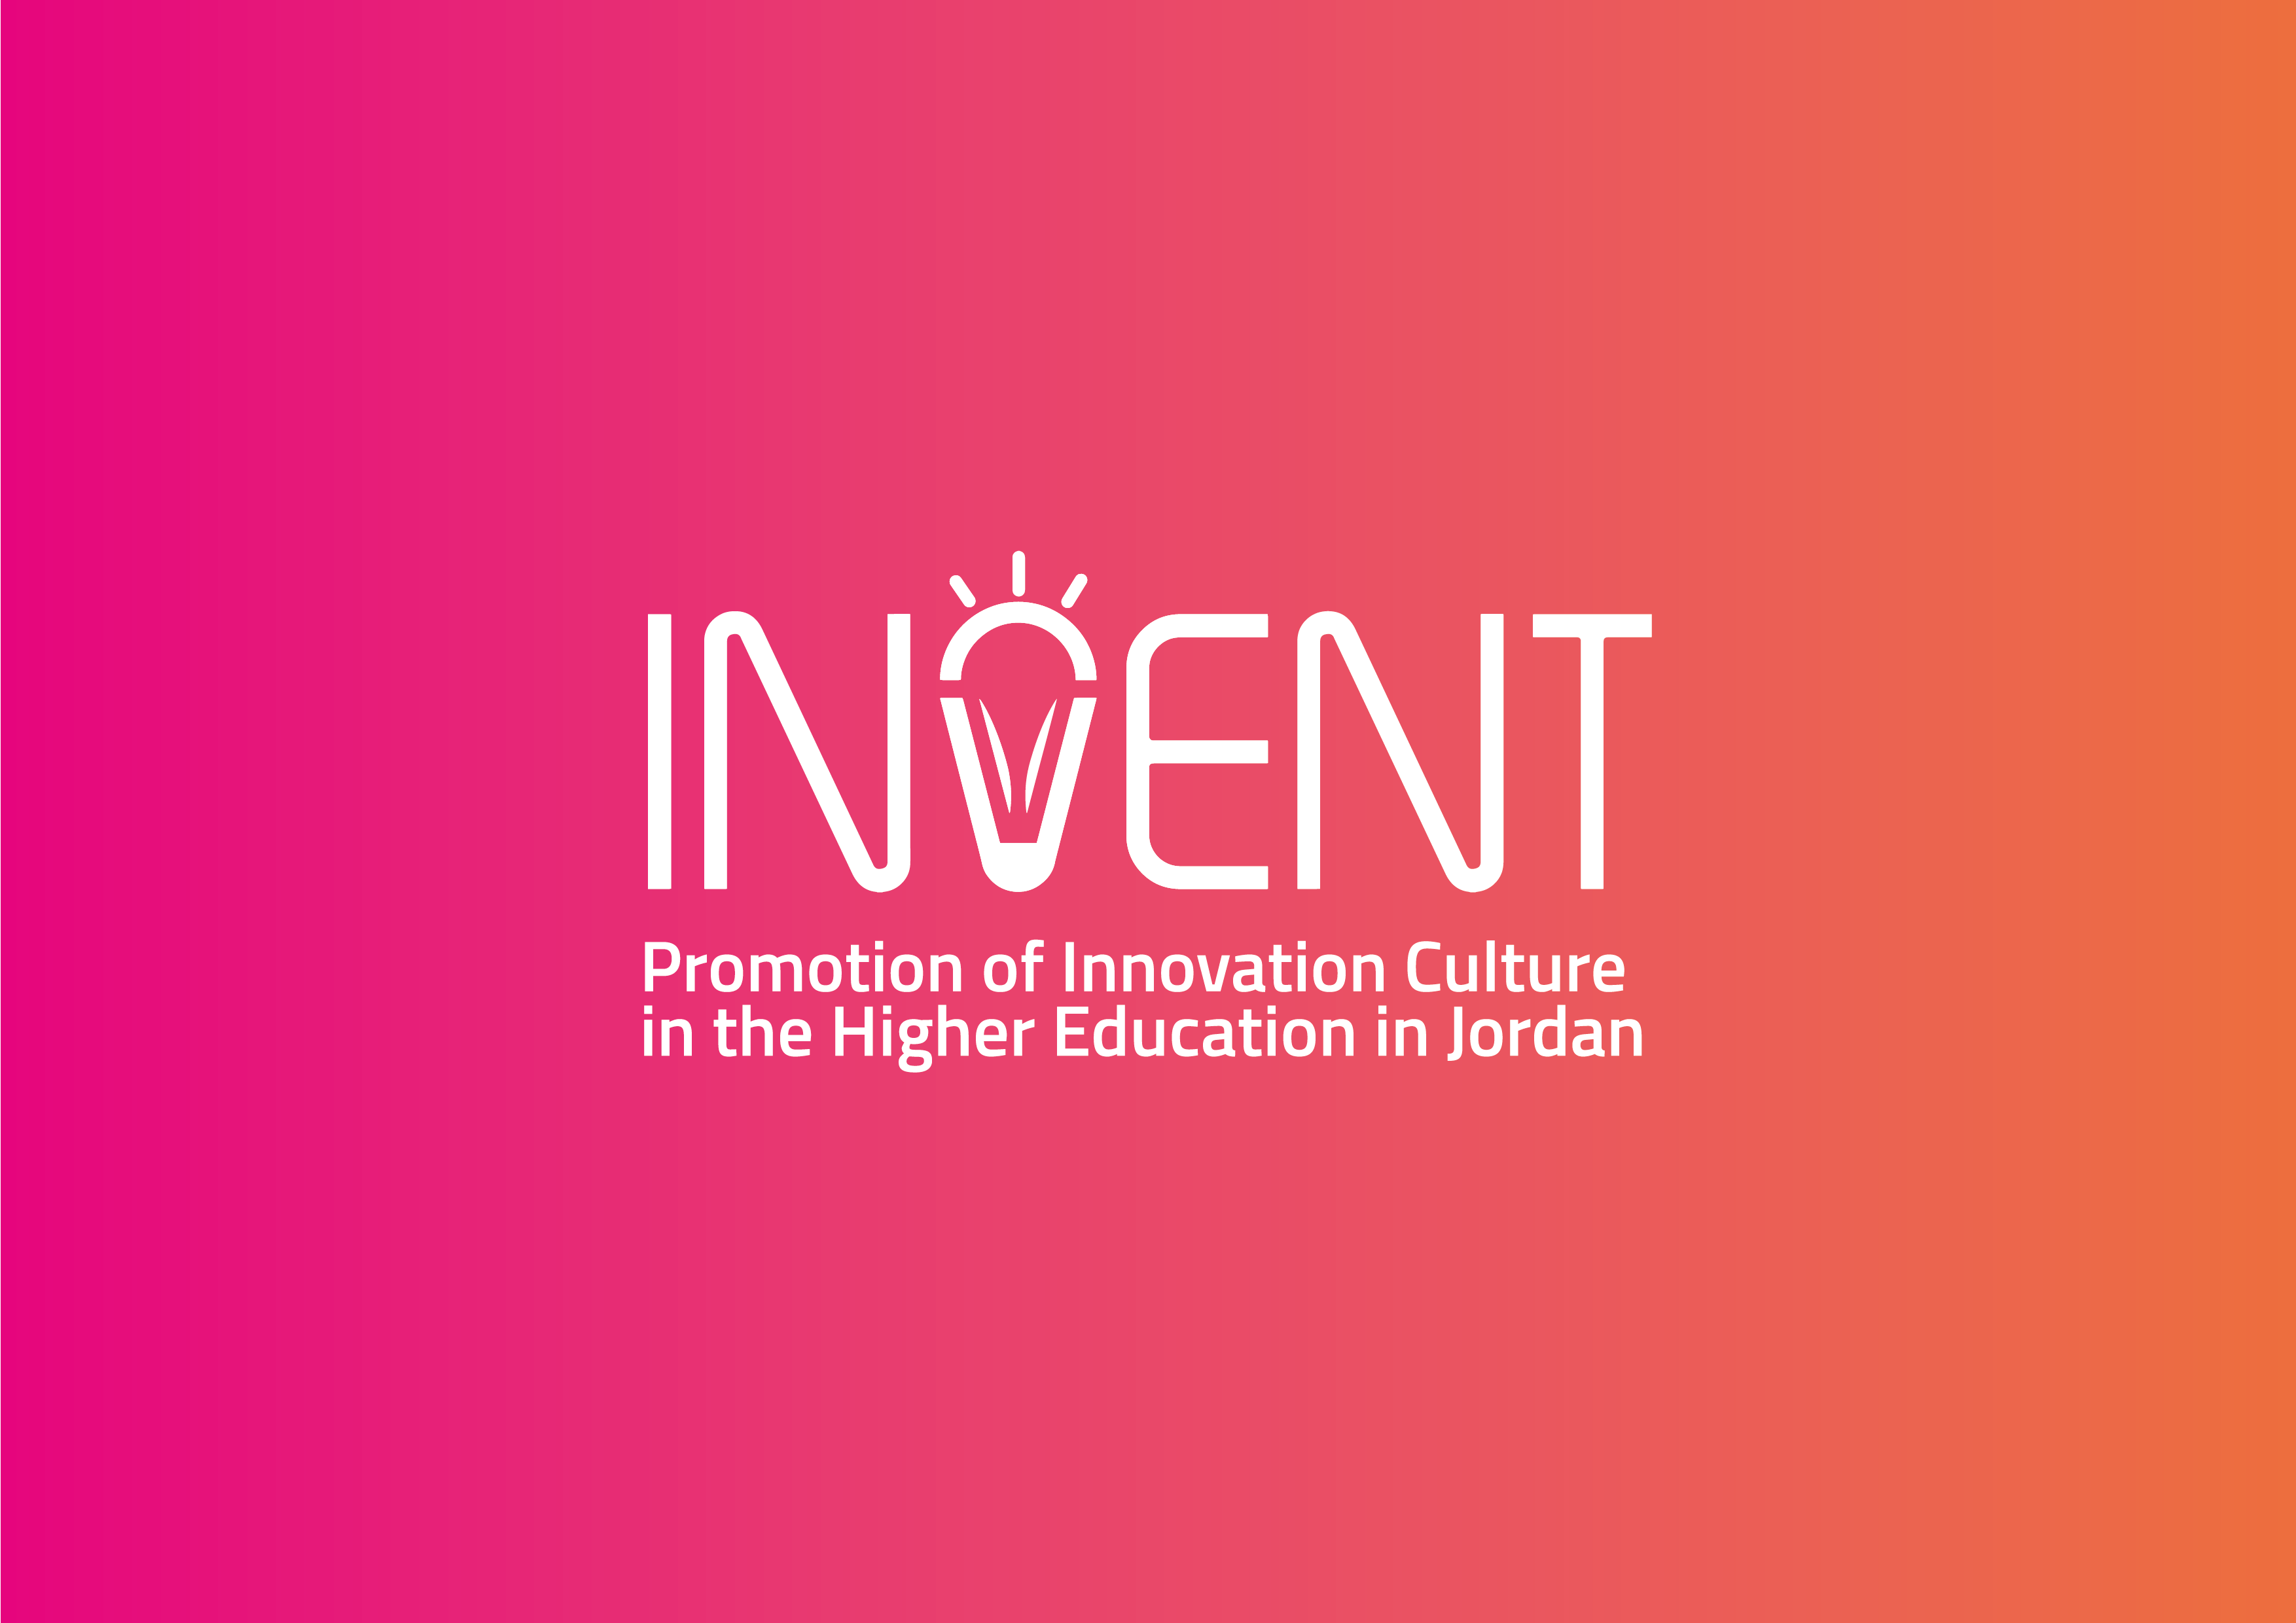 INVENT
Promotion of Innovation Culture
in the Higher Education in Jordan